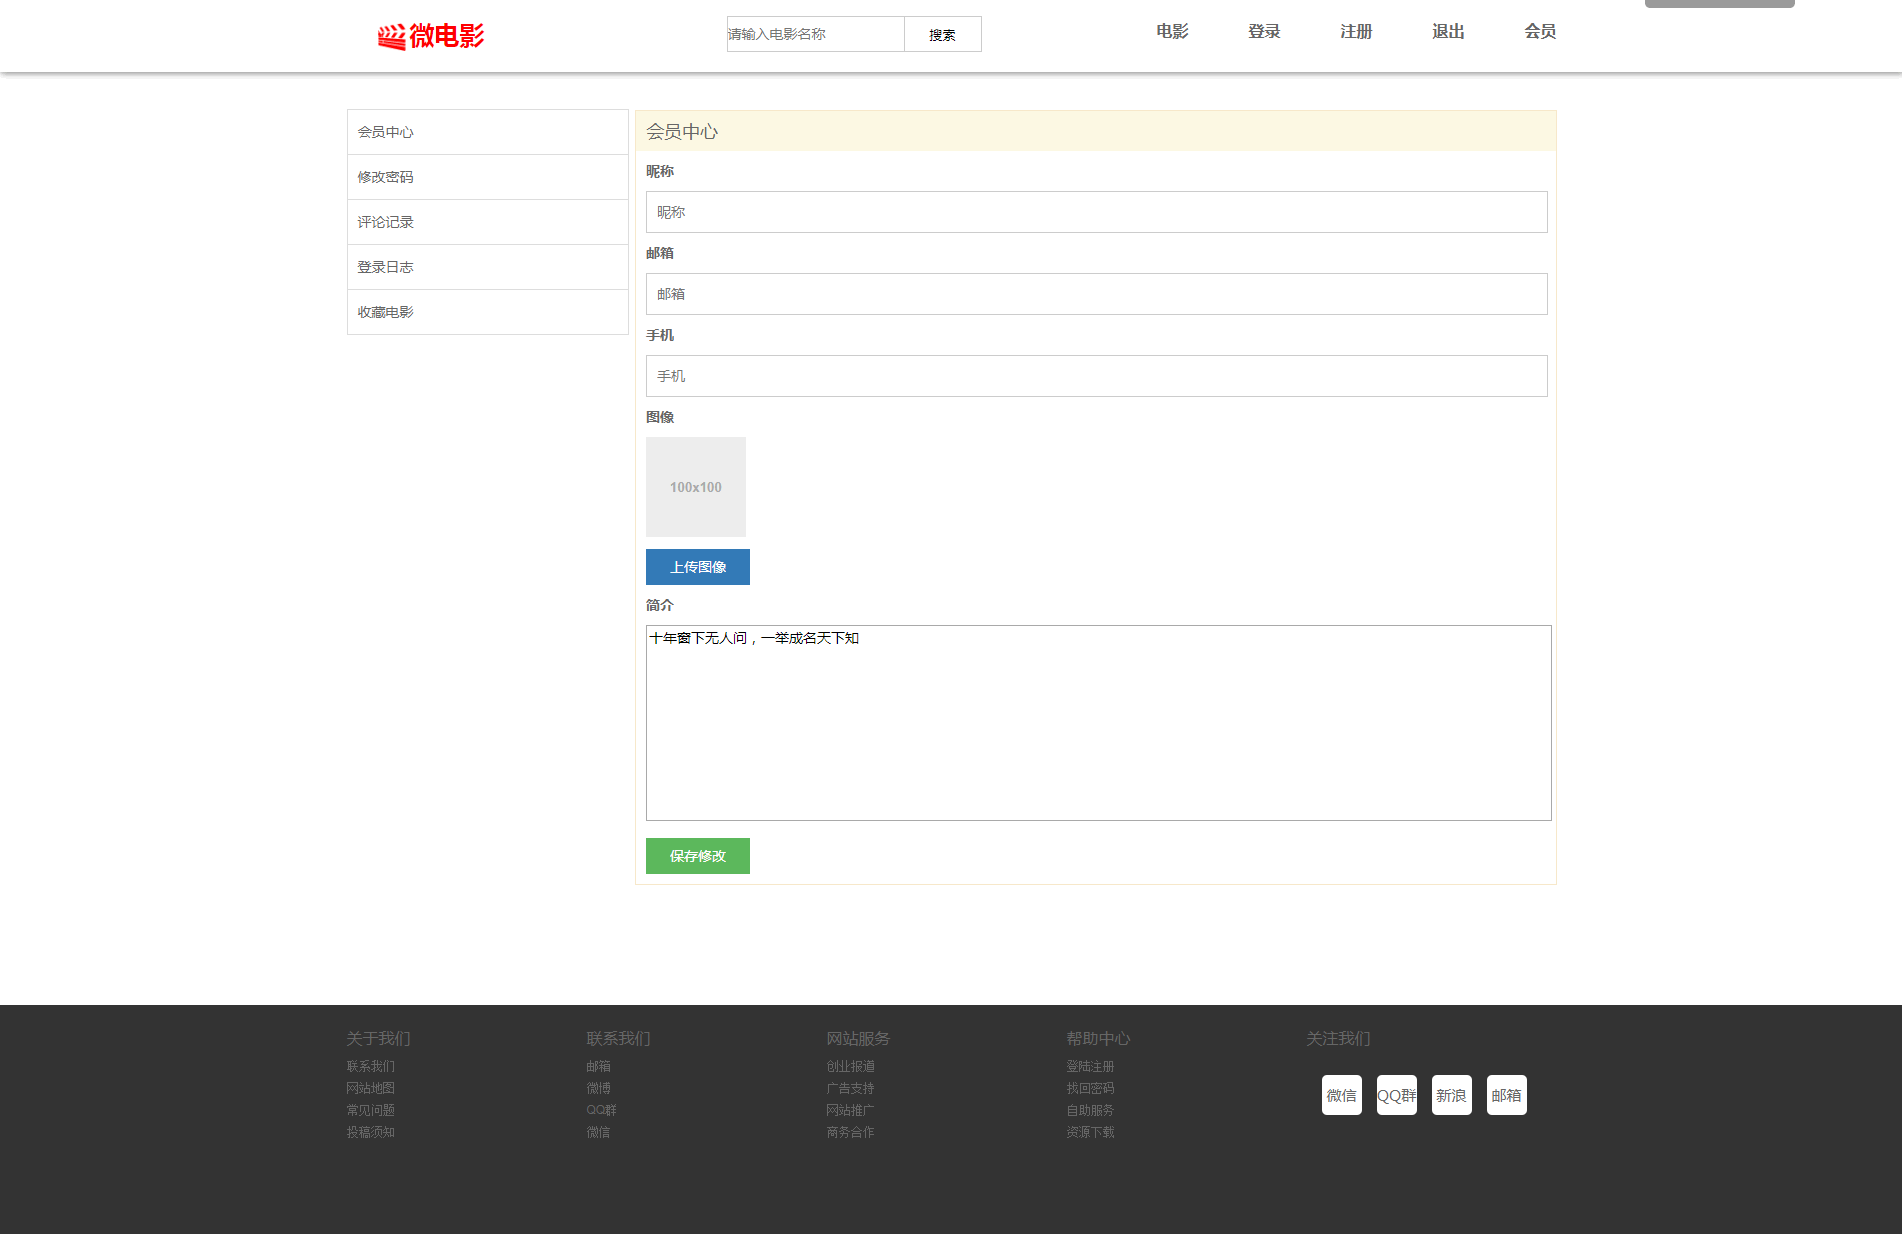 微电影
请输入电影名称
搜索
电影 登录 注册 退出 会员
会员中心
修改密码
评论记录
登录日志
收藏电影
会员中心
昵称
昵称
邮箱
邮箱
手机
手机
图像
100x100
上传图像
简介
十年窗下无人问，一举成名天下知
保存修改
关于我们
联系我们
网站地图
常见问题
投稿须知
联系我们
邮箱
微博
QQ群
微信
网站服务
创业报道
广告支持
网站推广
商务合作
帮助中心
登陆注册
找回密码
自助服务
资源下载
关注我们
微信 QQ群 新浪 邮箱